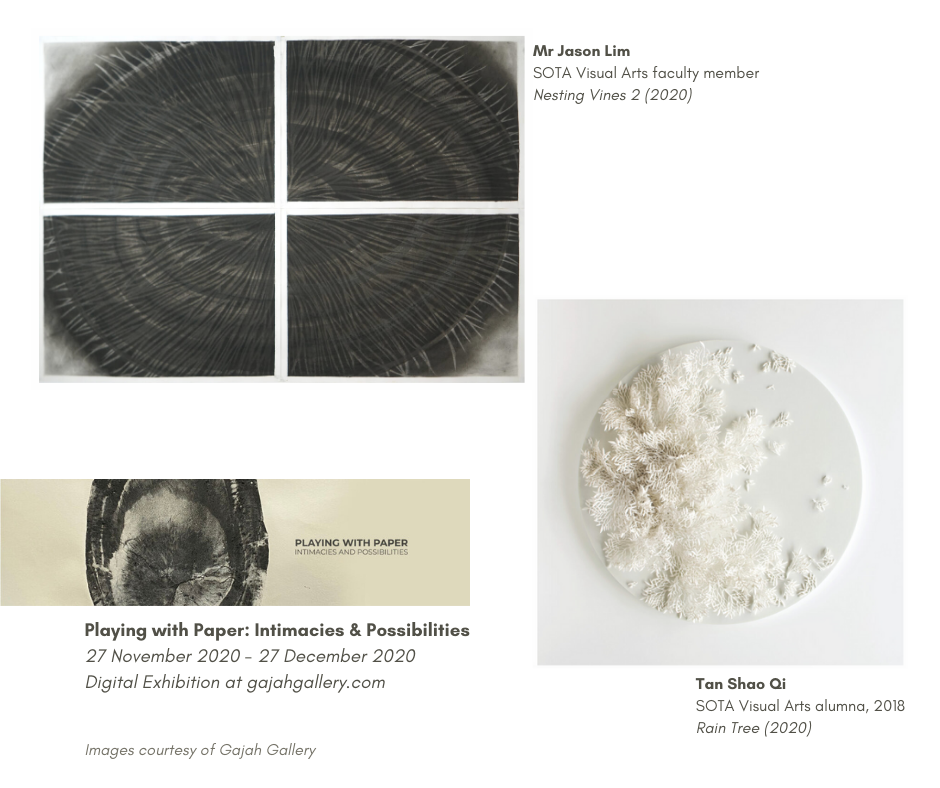 Mr Jason Lim
SOTA Visual Arts faculty member
Nesting Vines 2 (2020)
PLAYING WITH PAPER
INTIMACIES AND POSSIBILITIES
Playing with Paper: Intimacies & Possibilities
27 November 2020 - 27 December 2020
Digital Exhibition at gajahgallery.com
Images courtesy of Gajah Gallery
Tan Shao Qi
SOTA Visual Arts alumna, 2018
Rain Tree (2020)